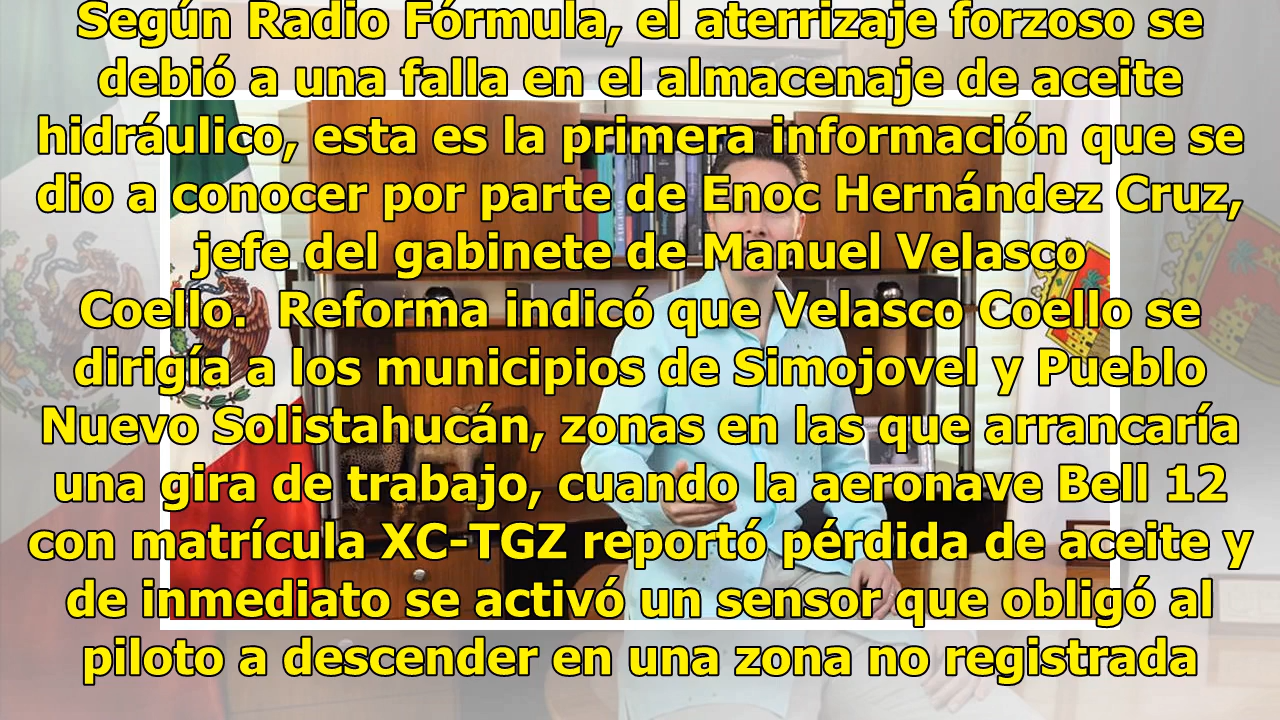 Según Radio Fórmula, el aterrizaje forzoso se
debió a una falla en el almacenaje de aceite
hidráulico, esta es la primera información que se
dio a conocer por parte de Enoc Hernández Cruz,
jefe del gabinete de Manuel Velasco
Coello.  Reforma indicó que Velasco Coello se
dirigía a los municipios de Simojovel y Pueblo
Nuevo Solistahucán, zonas en las que arrancaría
una gira de trabajo, cuando la aeronave Bell 12
con matrícula XC-TGZ reportó pérdida de aceite y
de inmediato se activó un sensor que obligó al
piloto a descender en una zona no registrada